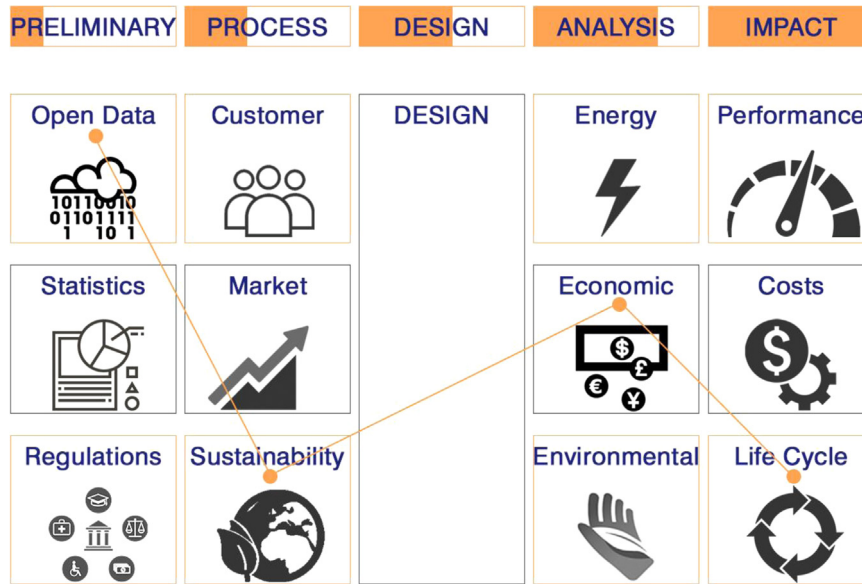 PRELIMINARY PROCESS DESIGN ANALYSIS IMPACT
Open Data Customer DESIGN Energy Performance
10110010
01101111
1 10 1
Statistics Market Economic Costs
$
$
£
€
¥
Regulations Sustainability Environmental Life Cycle